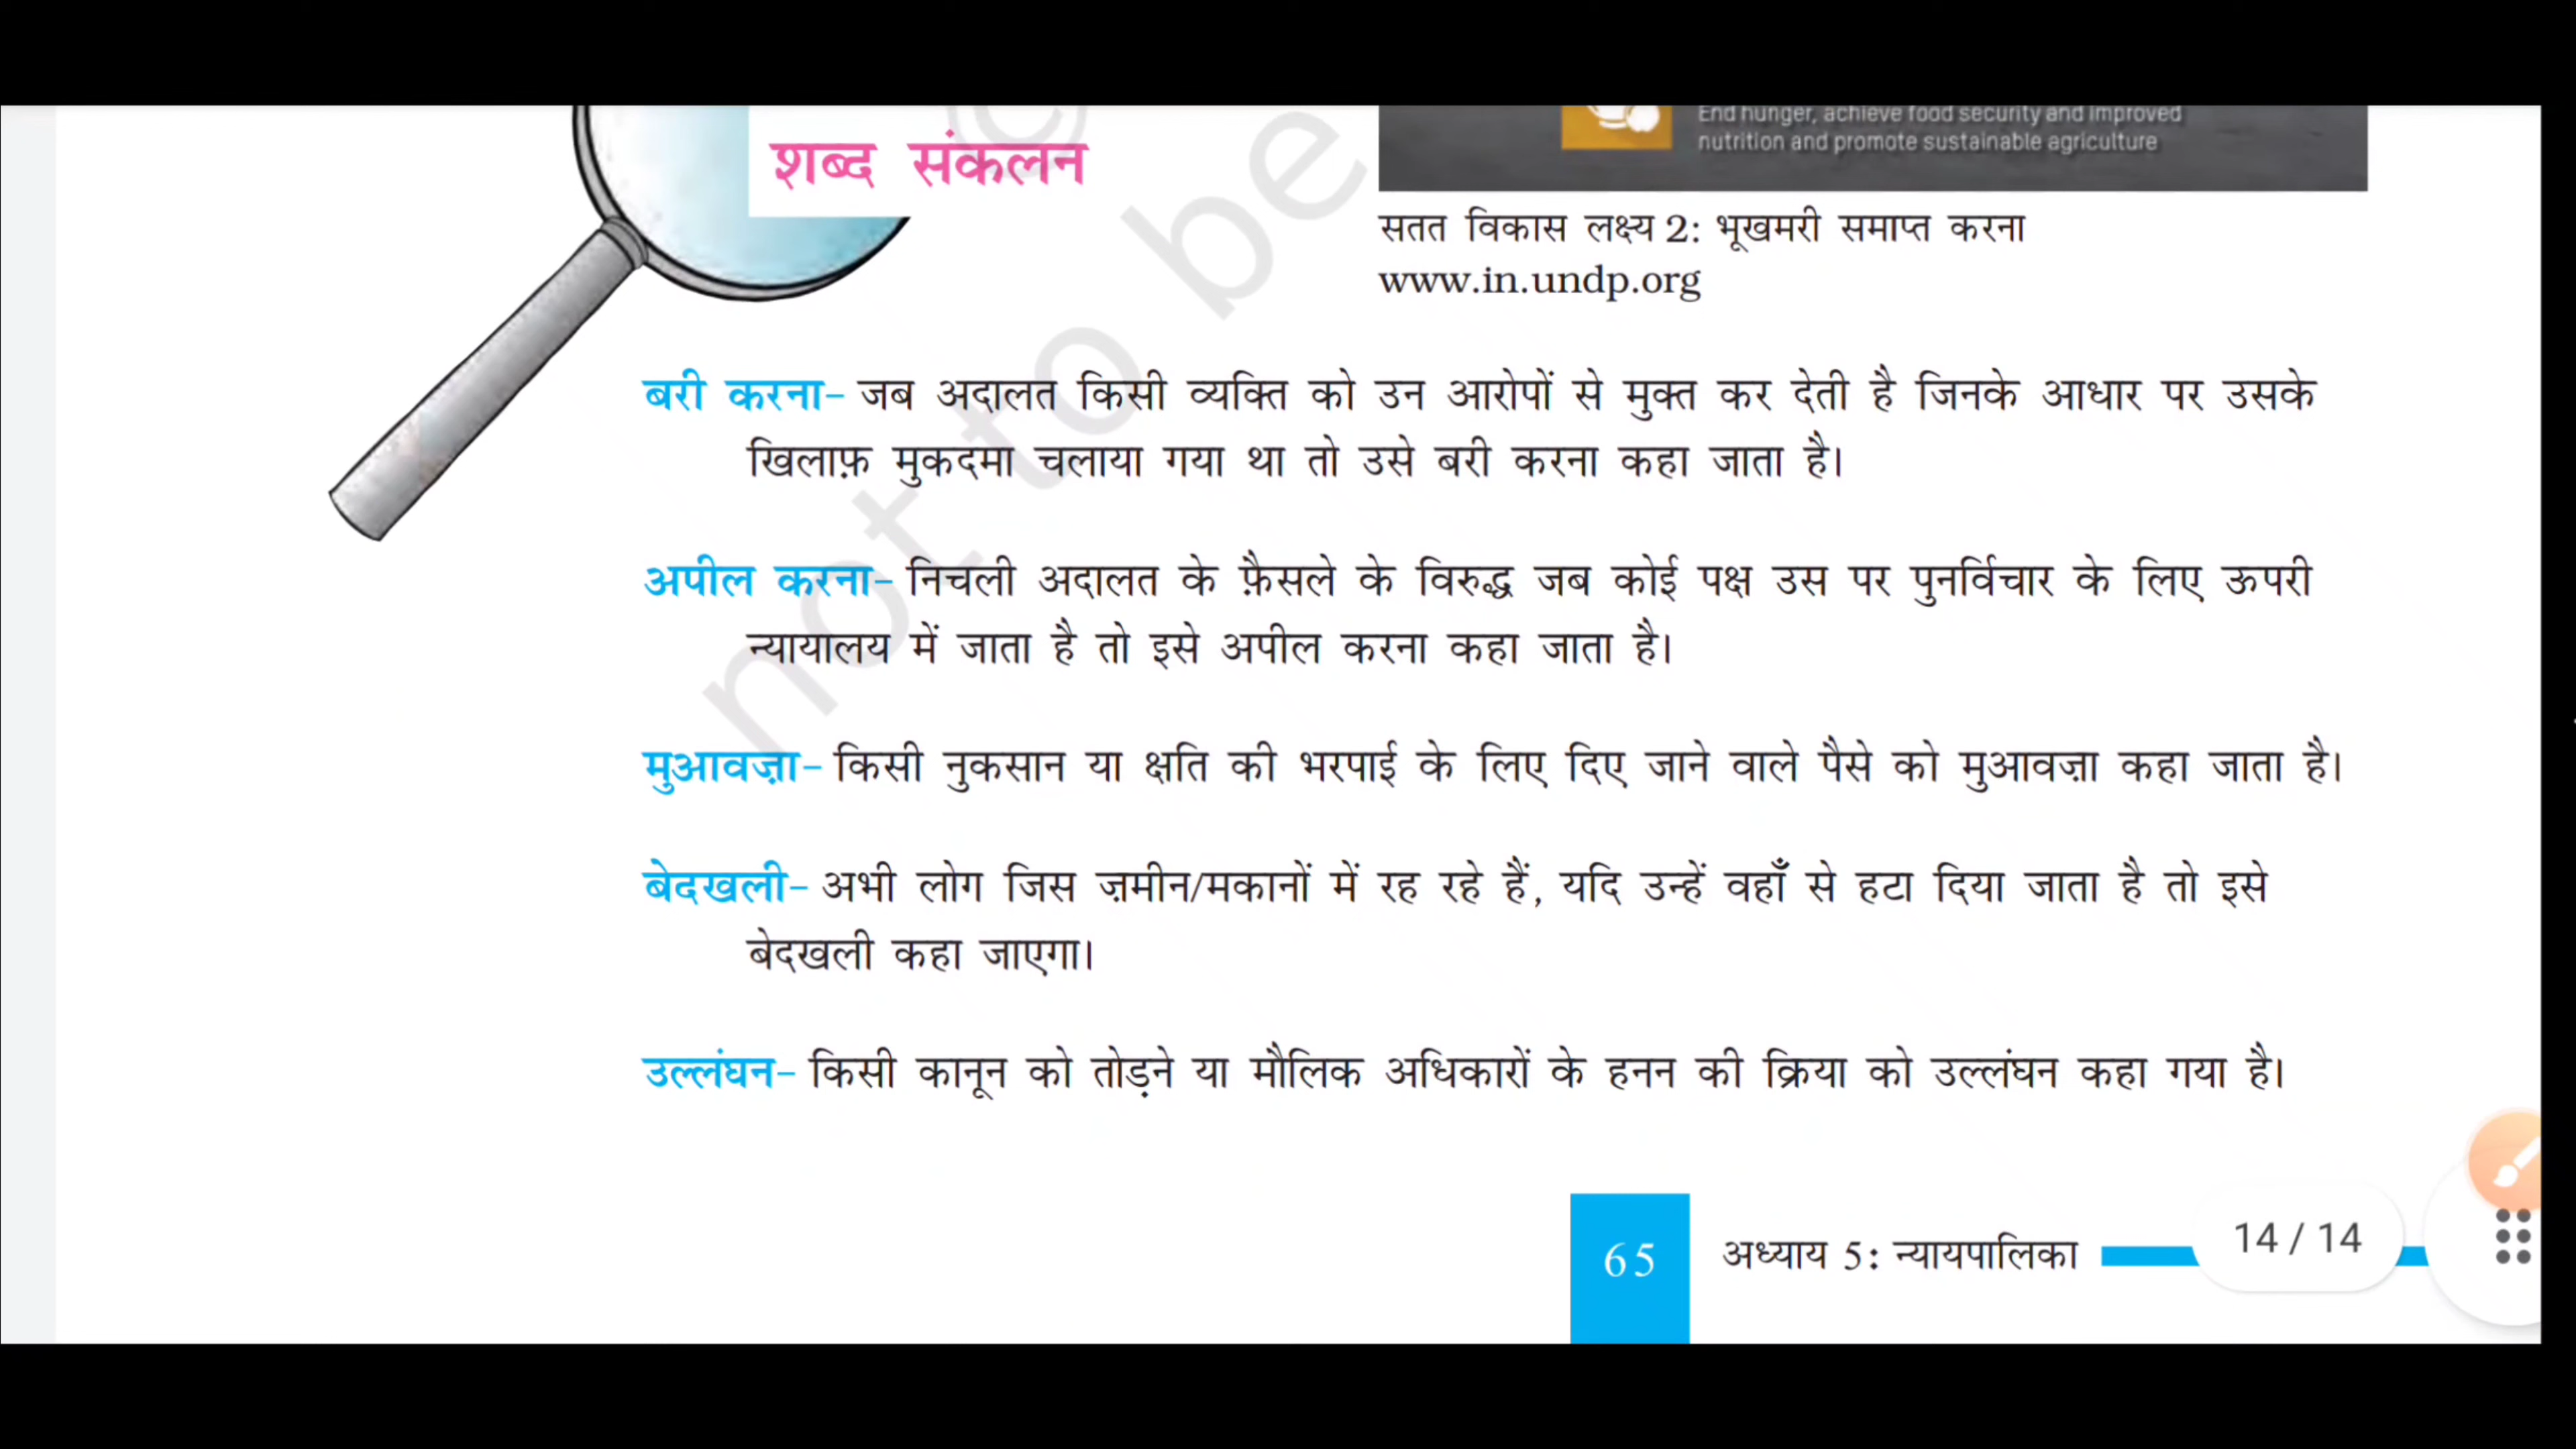 End hunger, achieve food security and improved
nutrition and promote sustainable agriculture
शब्द संकलन
सतत विकास लक्ष्य 2: भूखमरी समाप्त करना
www.in.undp.org
बरी करना– जब अदालत किसी व्यक्ति को उन आरोपों से मुक्त कर देती है जिनके आधार पर उसके
खिलाफ़ मुकदमा चलाया गया था तो उसे बरी करना कहा जाता है।
अपील करना– निचली अदालत के फ़ैसले के विरुद्ध जब कोई पक्ष उस पर पुनर्विचार के लिए ऊपरी
न्यायालय में जाता है तो इसे अपील करना कहा जाता है।
मुआवज़ा– किसी नुकसान या क्षति की भरपाई के लिए दिए जाने वाले पैसे को मुआवज़ा कहा जाता है।
बेदखली– अभी लोग जिस ज़मीन/मकानों में रह रहे हैं, यदि उन्हें वहाँ से हटा दिया जाता है तो इसे
बेदखली कहा जाएगा।
उल्लंघन– किसी कानून को तोड़ने या मौलिक अधिकारों के हनन की क्रिया को उल्लंघन कहा गया है।
© not to be
65 अध्याय 5: न्यायपालिका
14 / 14